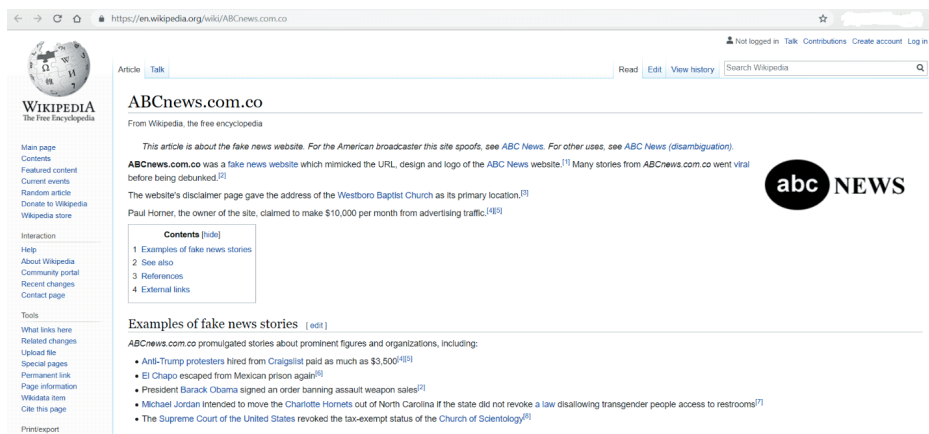 https://en.wikipedia.org/wiki/ABCnews.com.co
Not logged in Talk Contributions Create account Log in
Article Talk
Read Edit View history Search Wikipedia
WIKIPEDIA
The Free Encyclopedia
Main page
Contents
Featured content
Current events
Random article
Donate to Wikipedia
Wikipedia store
Interaction
Help
About Wikipedia
Community portal
Recent changes
Contact page
Tools
What links here
Related changes
Upload file
Special pages
Permanent link
Page information
Wikidata item
Cite this page
Print/export
ABCnews.com.co
From Wikipedia, the free encyclopedia
This article is about the fake news website. For the American broadcaster this site spoofs, see ABC News. For other uses, see ABC News (disambiguation).
ABCnews.com.co was a fake news website which mimicked the URL, design and logo of the ABC News website.[1] Many stories from ABCnews.com.co went viral
before being debunked.[2]
The website's disclaimer page gave the address of the Westboro Baptist Church as its primary location.[3]
Paul Horner, the owner of the site, claimed to make $10,000 per month from advertising traffic.[4][5]
abc NEWS
Contents [hide]
1 Examples of fake news stories
2 See also
3 References
4 External links
Examples of fake news stories [ edit ]
ABCnews.com.co promulgated stories about prominent figures and organizations, including:
• Anti-Trump protesters hired from Craigslist paid as much as $3,500[4][5]
• El Chapo escaped from Mexican prison again[6]
• President Barack Obama signed an order banning assault weapon sales[2]
• Michael Jordan intended to move the Charlotte Hornets out of North Carolina if the state did not revoke a law disallowing transgender people access to restrooms[7]
• The Supreme Court of the United States revoked the tax-exempt status of the Church of Scientology[8]